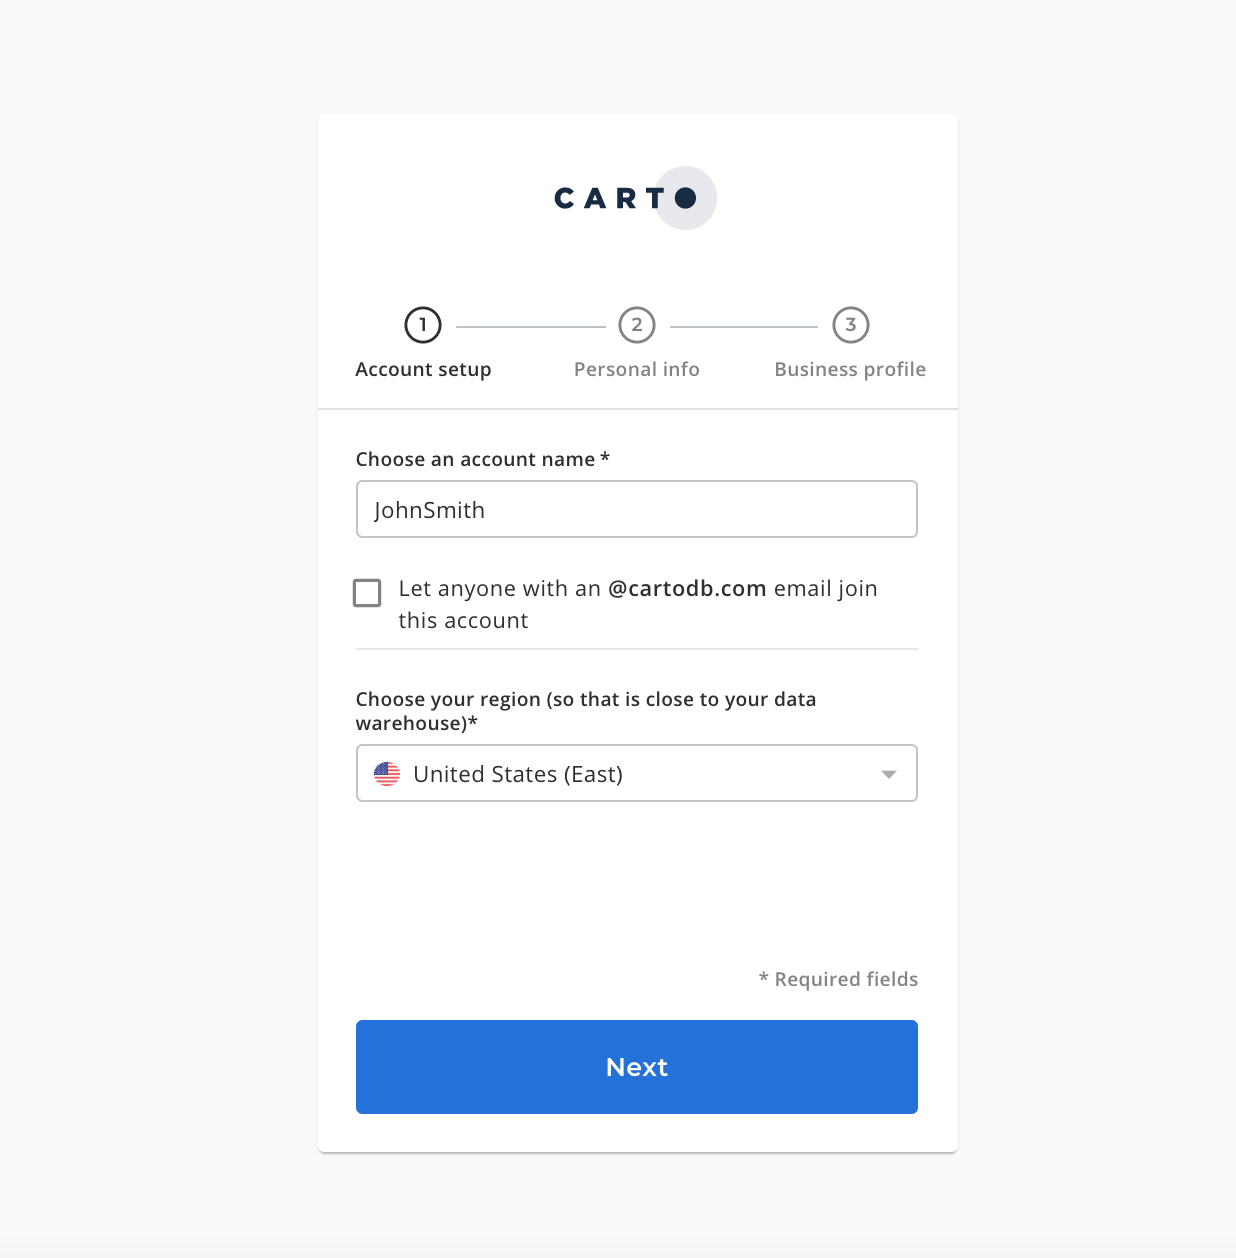 CARTO
1 2 3
Account setup Personal info Business profile
Choose an account name *
JohnSmith
Let anyone with an @cartodb.com email join
this account
Choose your region (so that is close to your data
warehouse)*
United States (East)
* Required fields
Next